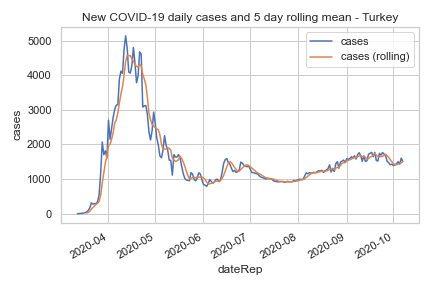 New COVID-19 daily cases and 5 day rolling mean - Turkey
cases
cases (rolling)
5000
4000
3000
2000
1000
0
cases
2020-04
2020-05
2020-06
2020-07
2020-08
2020-09
2020-10
dateRep